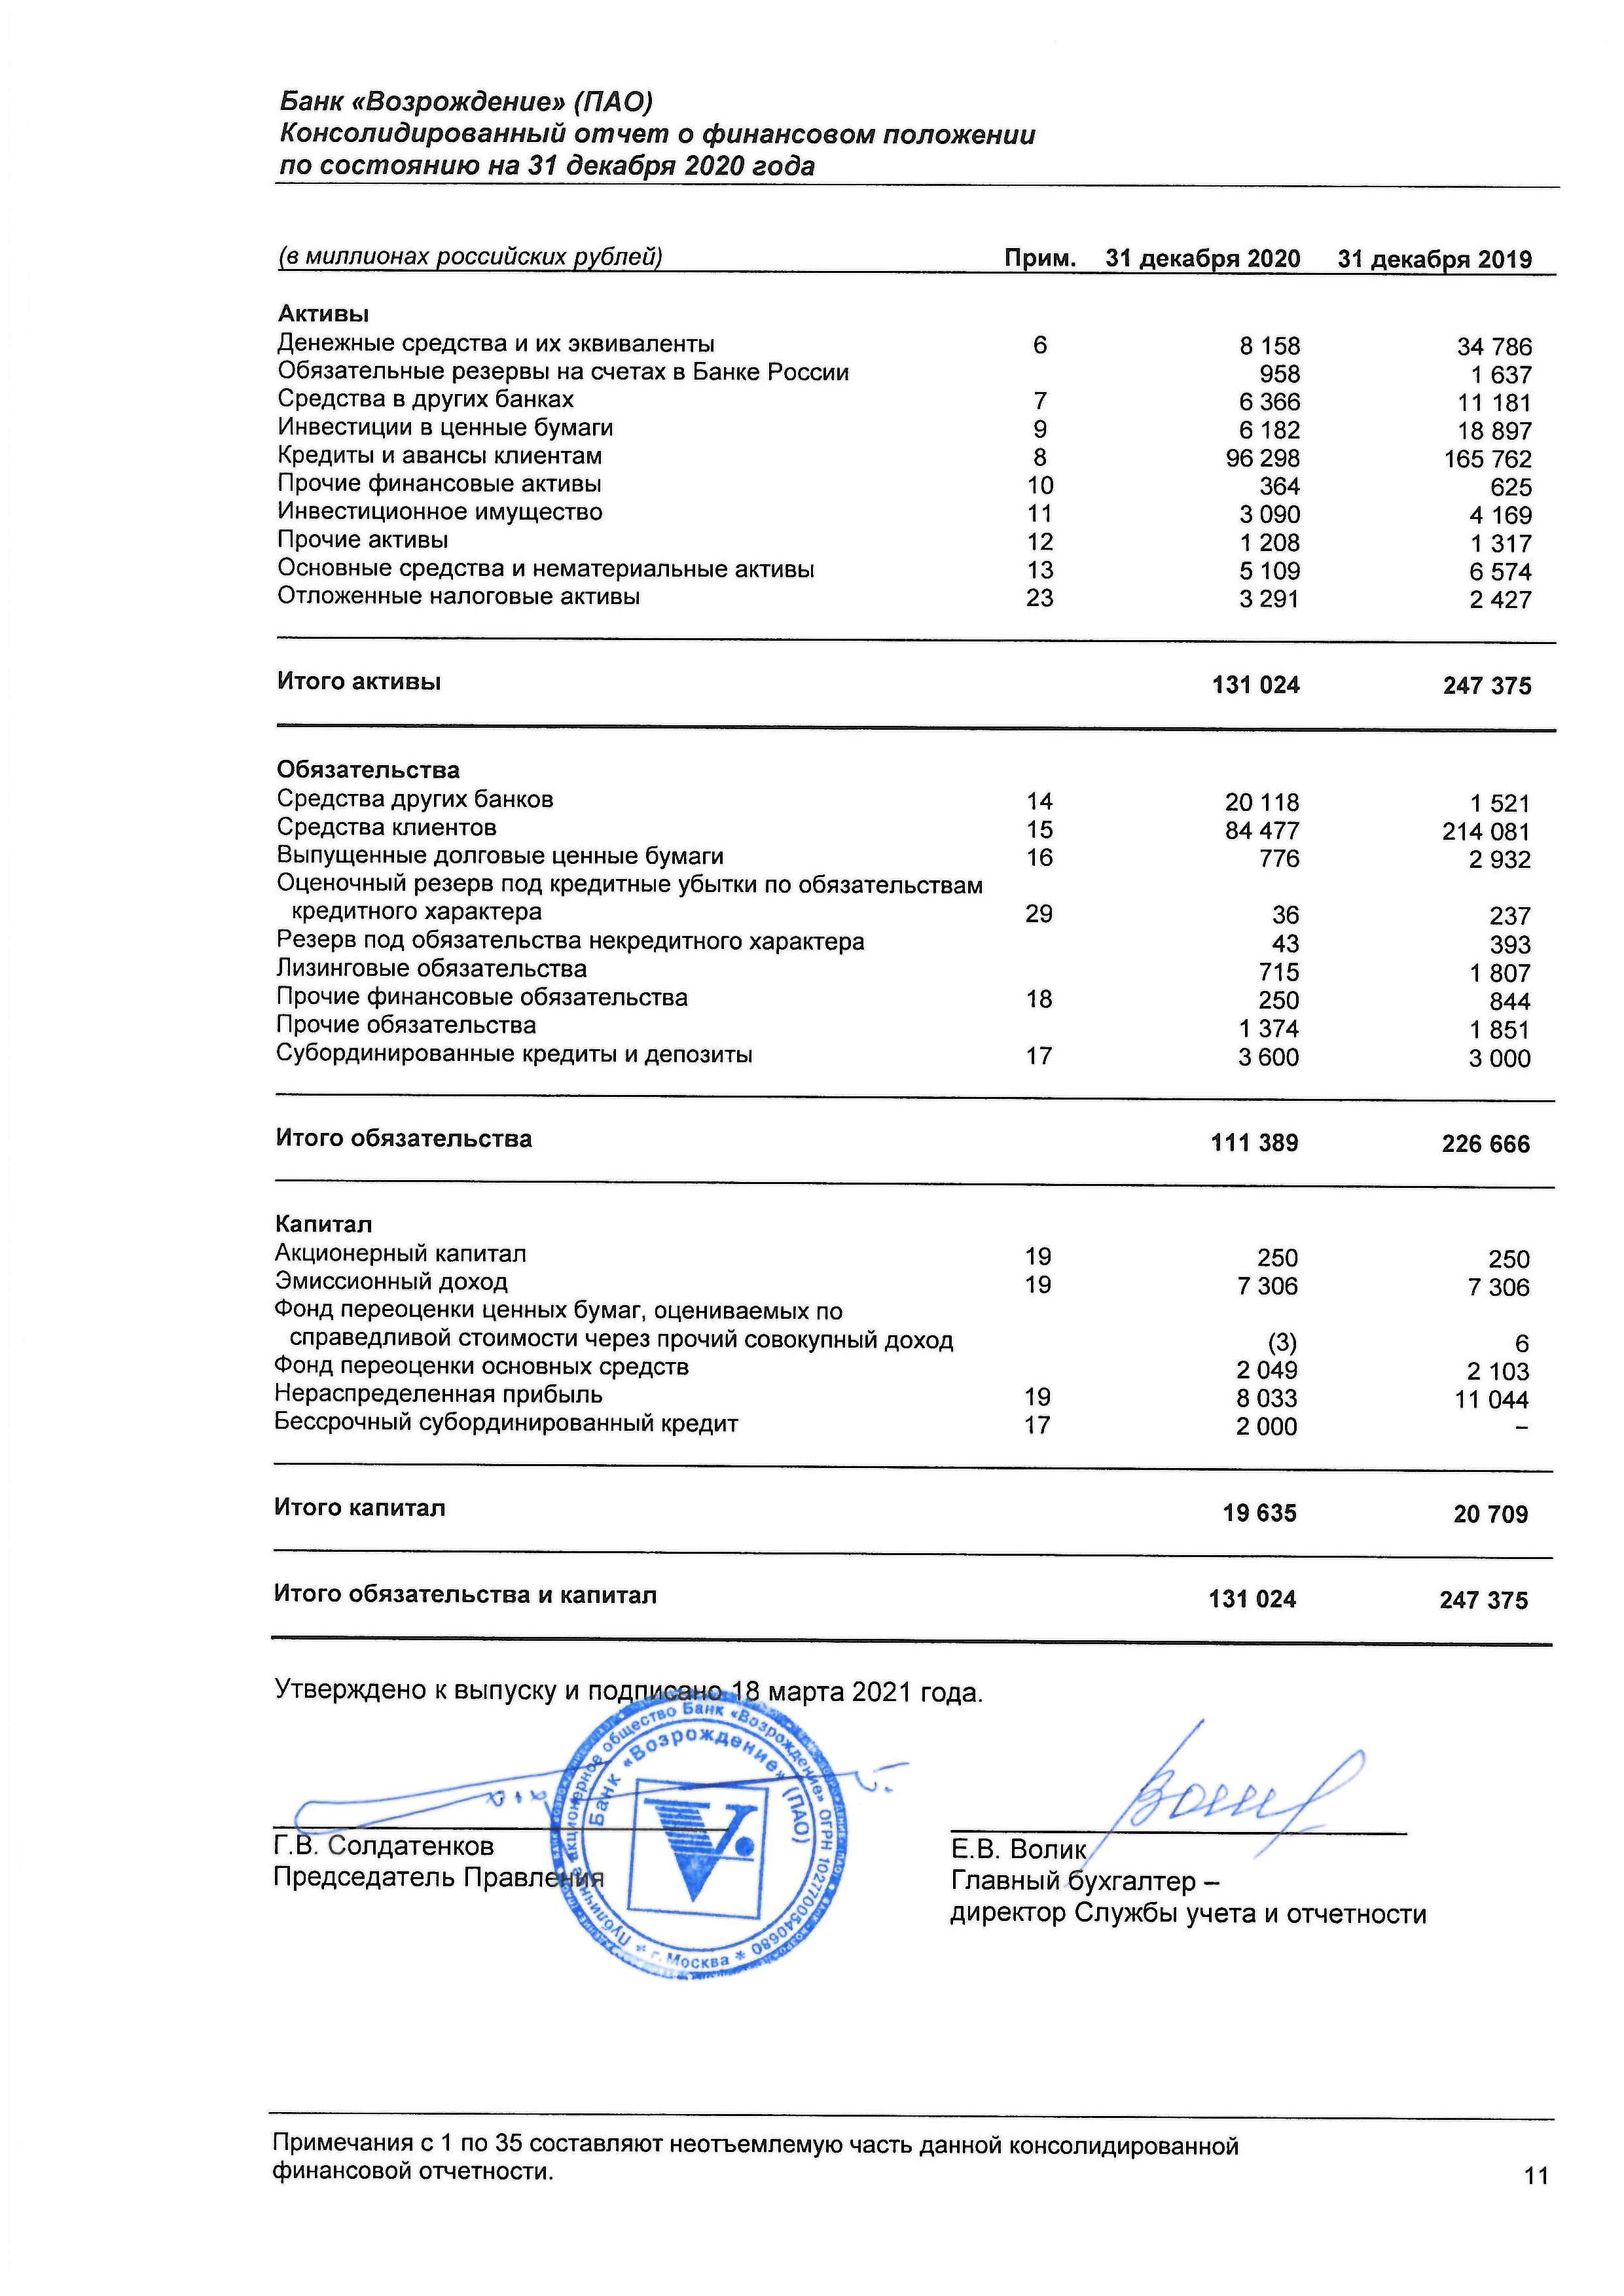 Банк «Возрождение» (ПАО)
Консолидированный отчет о финансовом положении
по состоянию на 31 декабря 2020 года
(в миллионах российских рублей) Прим. 31 декабря 2020 31 декабря 2019
Активы
Денежные средства и их эквиваленты 6 8 158 34 786
Обязательные резервы на счетах в Банке России 958 1 637
Средства в других банках 7 6 366 11 181
Инвестиции в ценные бумаги 9 6 182 18 897
Кредиты и авансы клиентам 8 96 298 165 762
Прочие финансовые активы 10 364 625
Инвестиционное имущество 11 3 090 4 169
Прочие активы 12 1 208 1 317
Основные средства и нематериальные активы 13 5 109 6 574
Отложенные налоговые активы 23 3 291 2 427
Итого активы 131 024 247 375
Обязательства
Средства других банков 14 20 118 1 521
Средства клиентов 15 84 477 214 081
Выпущенные долговые ценные бумаги 16 776 2 932
Оценочный резерв под кредитные убытки по обязательствам
кредитного характера 29 36 237
Резерв под обязательства некредитного характера 43 393
Лизинговые обязательства 715 1 807
Прочие финансовые обязательства 18 250 844
Прочие обязательства 1 374 1 851
Субординированные кредиты и депозиты 17 3 600 3 000
Итого обязательства 111 389 226 666
Капитал
Акционерный капитал 19 250 250
Эмиссионный доход 19 7 306 7 306
Фонд переоценки ценных бумаг, оцениваемых по
справедливой стоимости через прочий совокупный доход (3) 6
Фонд переоценки основных средств 2 049 2 103
Нераспределенная прибыль 19 8 033 11 044
Бессрочный субординированный кредит 17 2 000 –
Итого капитал 19 635 20 709
Итого обязательства и капитал 131 024 247 375
Утверждено к выпуску и подписано 18 марта 2021 года.
Публичное акционерное общество Банк «Возрождение» ОГРН 1027700540680
* г. Москва *
Банк «Возрождение» (ПАО)
V.
Г.В. Солдатенков
Председатель Правления
Е.В. Волик
Главный бухгалтер –
директор Службы учета и отчетности
Примечания с 1 по 35 составляют неотъемлемую часть данной консолидированной
финансовой отчетности.
11